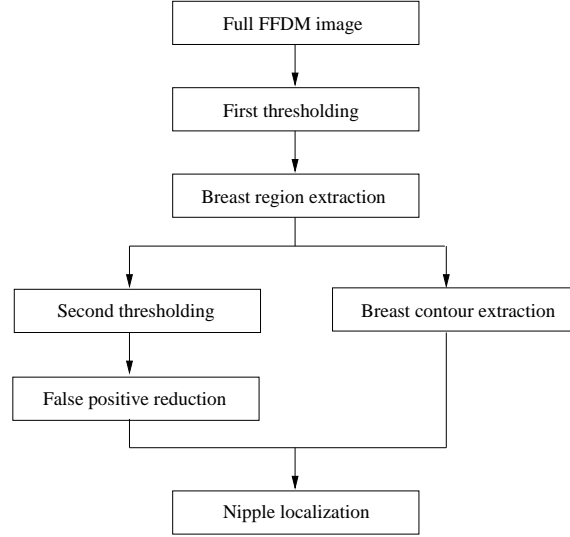 Full FFDM image
First thresholding
Breast region extraction
Second thresholding
Breast contour extraction
False positive reduction
Nipple localization